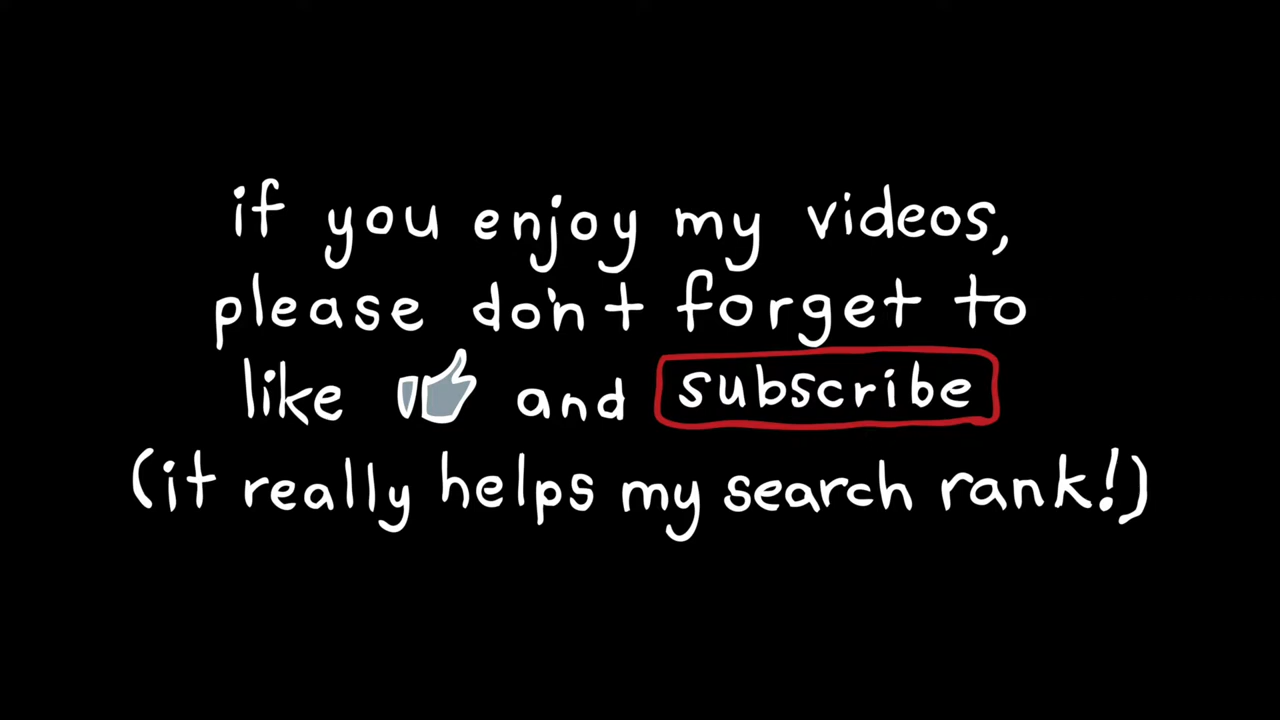 if you enjoy my videos,
please don't forget to
like and subscribe
(it really helps my search rank!)